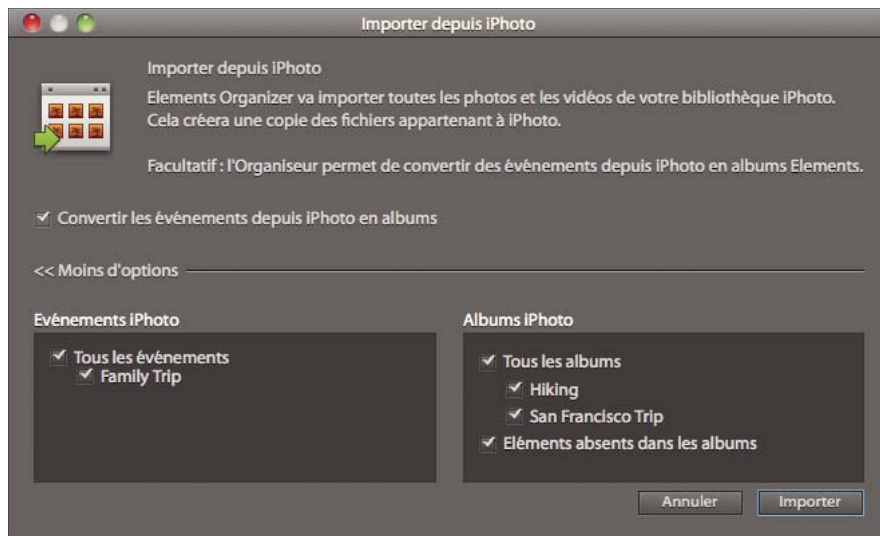 Importer depuis iPhoto
Importer depuis iPhoto
Elements Organizer va importer toutes les photos et les vidéos de votre bibliothèque iPhoto.
Cela créera une copie des fichiers appartenant à iPhoto.
Facultatif : l'Organiseur permet de convertir des événements depuis iPhoto en albums Elements.
Convertir les événements depuis iPhoto en albums
<< Moins d'options
Evénements iPhoto
Tous les événements
Family Trip
Albums iPhoto
Tous les albums
Hiking
San Francisco Trip
Eléments absents dans les albums
Annuler
Importer